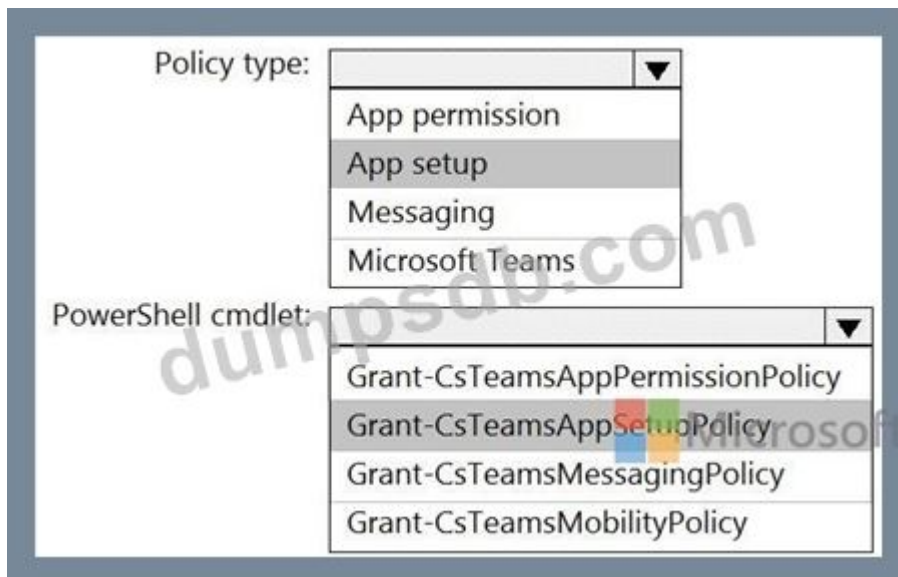 Policy type:
App permission
App setup
Messaging
Microsoft Teams
PowerShell cmdlet:
Grant-CsTeamsAppPermissionPolicy
Grant-CsTeamsAppSetupPolicy
Grant-CsTeamsMessagingPolicy
Grant-CsTeamsMobilityPolicy
dumpsdb.com
Microsoft